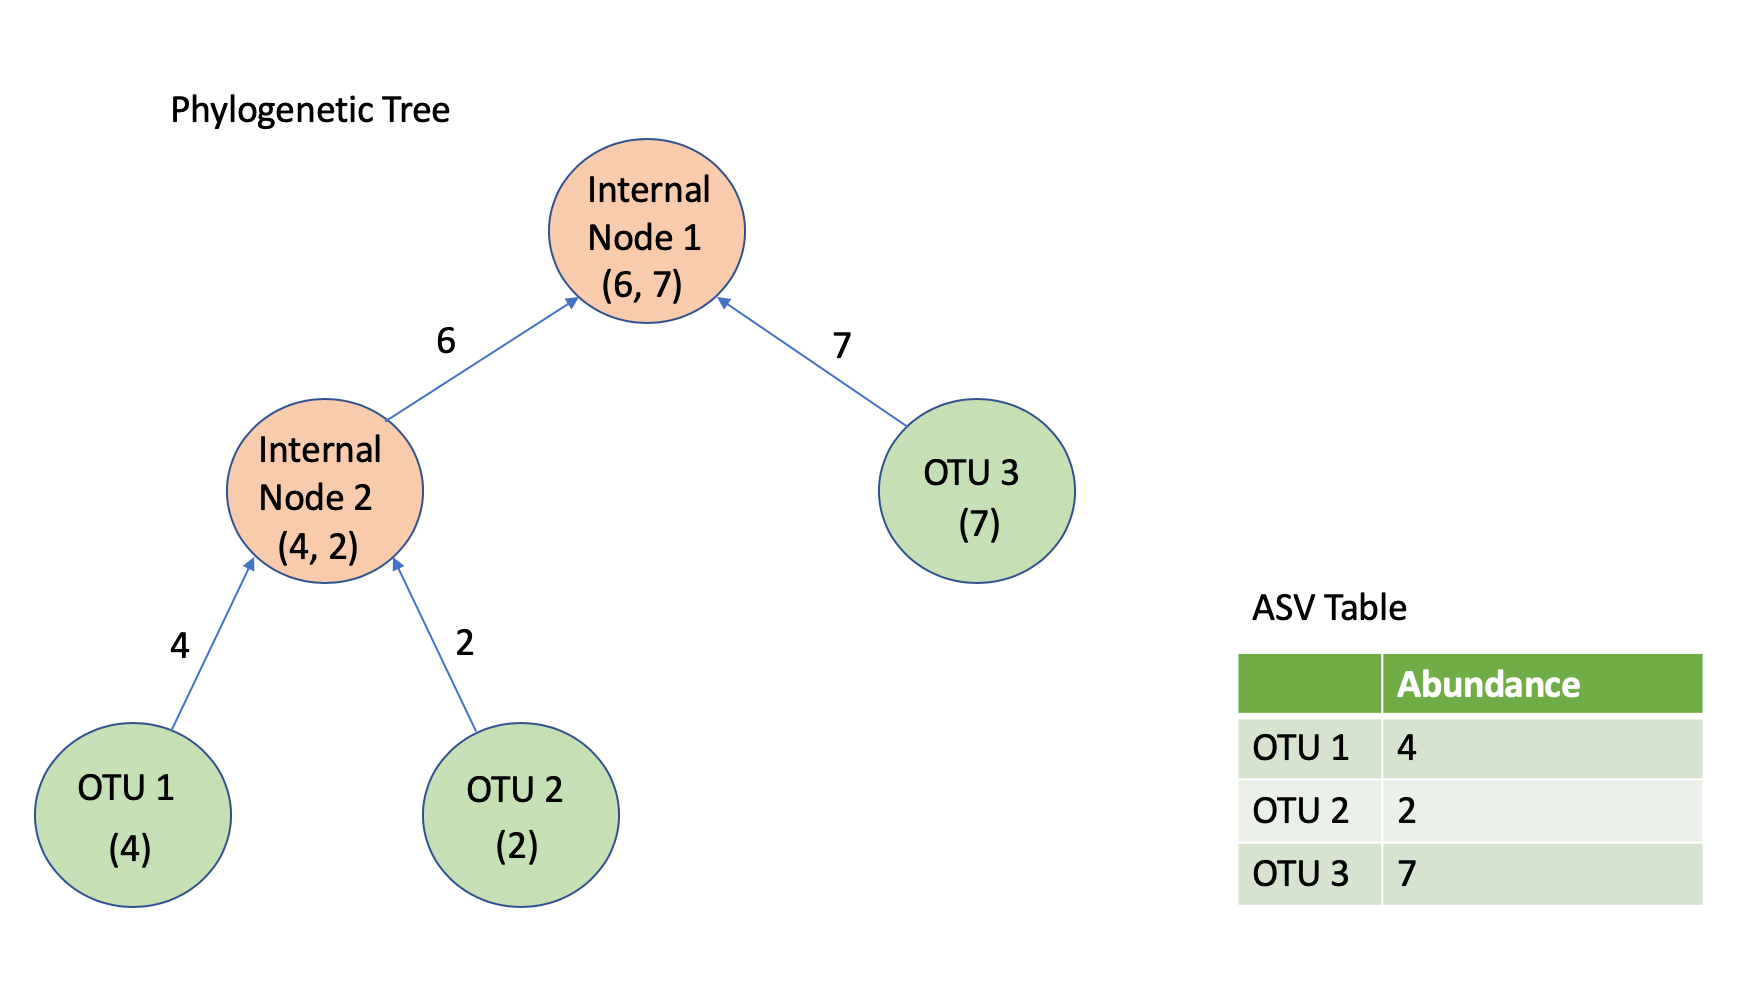 Phylogenetic Tree
Internal
Node 1
(6, 7)
6
7
Internal
Node 2
(4, 2)
OTU 3
(7)
4
2
OTU 1
(4)
OTU 2
(2)
ASV Table
Abundance
OTU 1 4
OTU 2 2
OTU 3 7